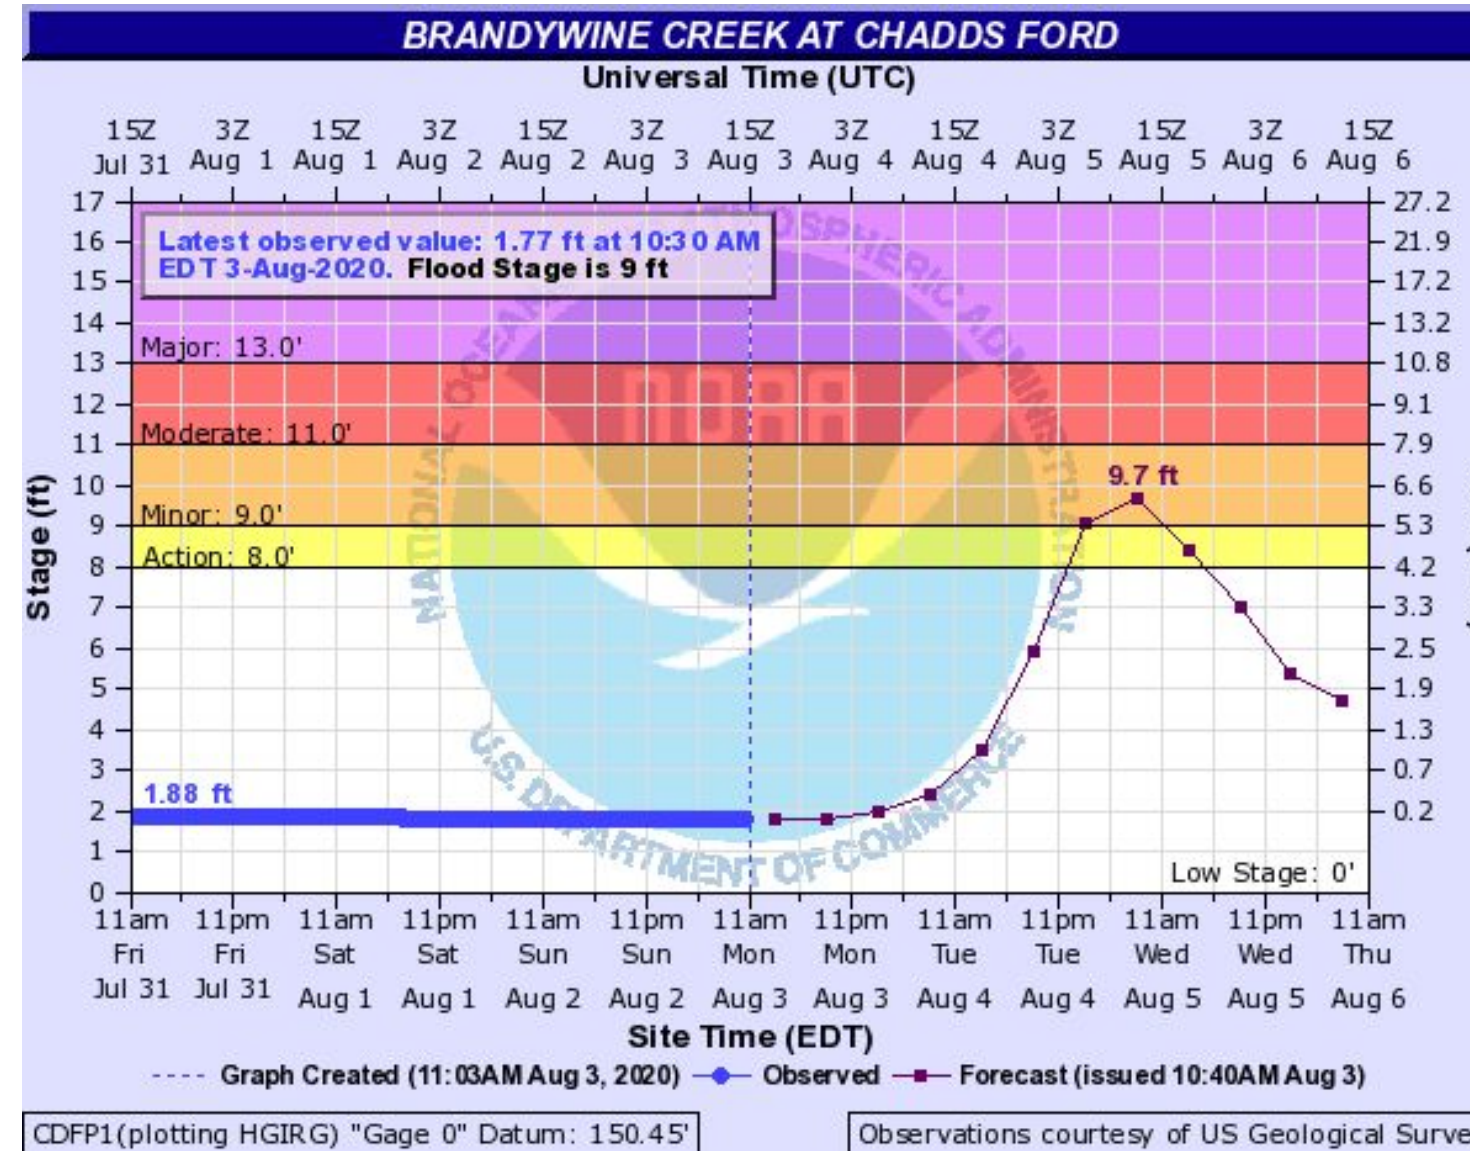 BRANDYWINE CREEK AT CHADDS FORD
Universal Time (UTC)
15Z 3Z 15Z 3Z 15Z 3Z 15Z 3Z 15Z 3Z 15Z 3Z 15Z
Jul 31 Aug 1 Aug 1 Aug 2 Aug 2 Aug 3 Aug 3 Aug 4 Aug 4 Aug 5 Aug 5 Aug 6 Aug 6
17 27.2
Latest observed value: 1.77 ft at 10:30 AM
16 21.9
EDT 3-Aug-2020. Flood Stage is 9 ft
15 17.2
14 13.2
Major: 13.0'
13 10.8
NOAA
12 9.1
Moderate: 11.0'
11 7.9
9.7 ft
10 6.6
Minor: 9.0'
9 5.3
Action: 8.0'
8 4.2
7 3.3
6 2.5
5 1.9
4 1.3
3 0.7
1.88 ft
2 0.2
1
Low Stage: 0'
0
Stage (ft)
NATIONAL OCEANIC AND ATMOSPHERIC ADMINISTRATION
U.S. DEPARTMENT OF COMMERCE
11am 11pm 11am 11pm 11am 11pm 11am 11pm 11am 11pm 11am 11pm 11am
Fri Fri Sat Sat Sun Sun Mon Mon Tue Tue Wed Wed Thu
Jul 31 Jul 31 Aug 1 Aug 1 Aug 2 Aug 2 Aug 3 Aug 3 Aug 4 Aug 4 Aug 5 Aug 5 Aug 6
Site Time (EDT)
Graph Created (11:03AM Aug 3, 2020) Observed Forecast (issued 10:40AM Aug 3)
CDFP1(plotting HGIRG) "Gage 0" Datum: 150.45'
Observations courtesy of US Geological Surve